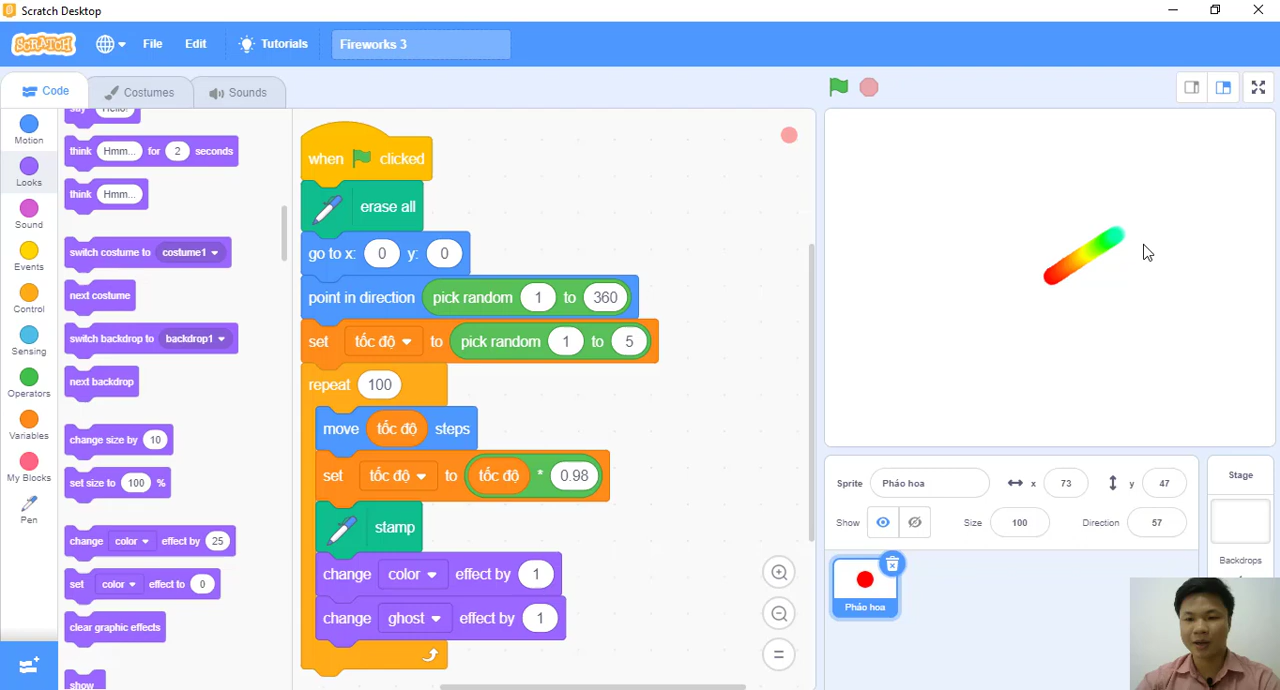 Scratch Desktop
SCRATCH File Edit Tutorials Fireworks 3
Code Costumes Sounds
Motion
Looks
Sound
Events
Control
Sensing
Operators
Variables
My Blocks
Pen
say Hello!
think Hmm... for 2 seconds
think Hmm...
switch costume to costume1
next costume
switch backdrop to backdrop1
next backdrop
change size by 10
set size to 100 %
change color effect by 25
set color effect to 0
clear graphic effects
show
when clicked
erase all
go to x: 0 y: 0
point in direction pick random 1 to 360
set tốc độ to pick random 1 to 5
repeat 100
move tốc độ steps
set tốc độ to tốc độ * 0.98
stamp
change color effect by 1
change ghost effect by 1
Sprite Pháo hoa x 73 y 47
Show Size 100 Direction 57
Pháo hoa
Stage
Backdrops